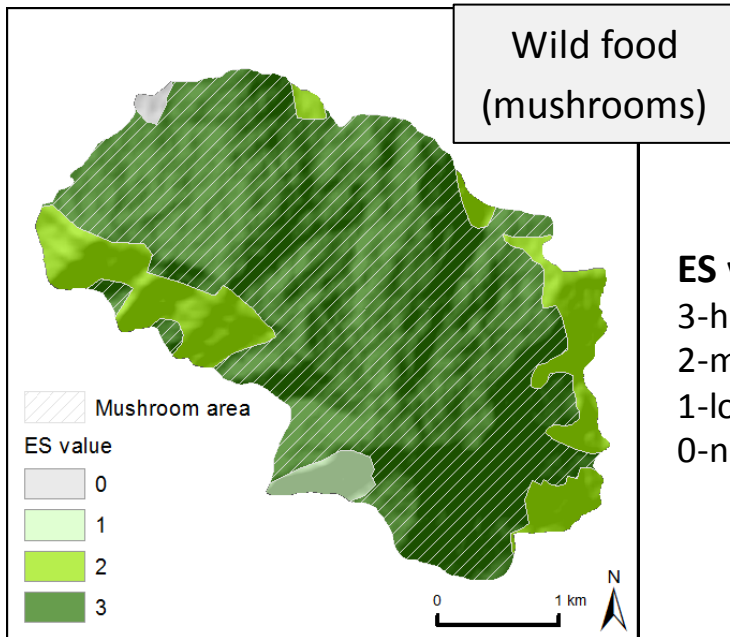 Wild food
(mushrooms)
ES
3-h
2-m
1-lo
0-n
Mushroom area
ES value
0
1
2
3
N
0 1 km